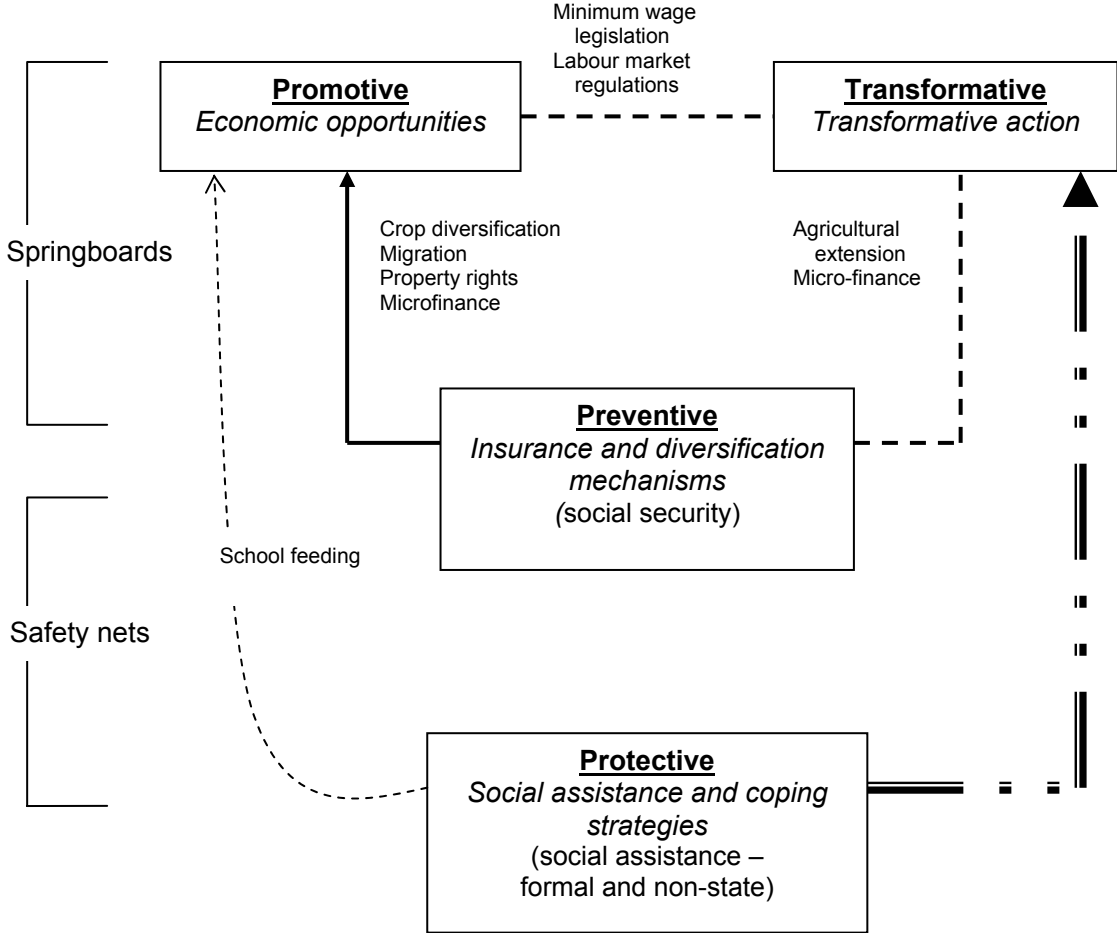 Minimum wage
legislation
Labour market
regulations
Promotive
Economic opportunities
Transformative
Transformative action
Springboards
Crop diversification
Migration
Property rights
Microfinance
Agricultural
extension
Micro-finance
Preventive
Insurance and diversification
mechanisms
(social security)
School feeding
Safety nets
Protective
Social assistance and coping
strategies
(social assistance –
formal and non-state)